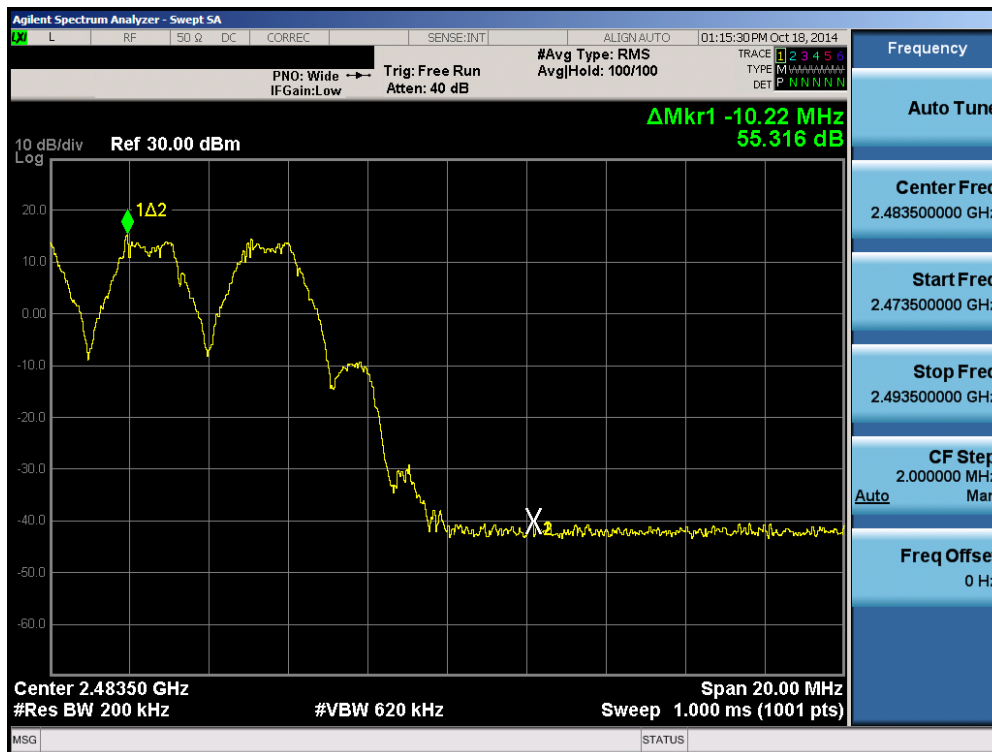 Agilent Spectrum Analyzer - Swept SA
LXI L RF 50 Ω DC CORREC SENSE:INT ALIGN AUTO 01:15:30 PM Oct 18, 2014
PNO: Wide
IFGain:Low
Trig: Free Run
Atten: 40 dB
#Avg Type: RMS
Avg|Hold: 100/100
TRACE 1 2 3 4 5 6
TYPE M
DET P N N N N N
ΔMkr1 -10.22 MHz
55.316 dB
10 dB/div Ref 30.00 dBm
Log
1Δ2
20.0
10.0
0.00
-10.0
-20.0
-30.0
-40.0
-50.0
-60.0
2
Center 2.48350 GHz Span 20.00 MHz
#Res BW 200 kHz #VBW 620 kHz Sweep 1.000 ms (1001 pts)
MSG STATUS
Frequency
Auto Tune
Center Freq
2.483500000 GHz
Start Freq
2.473500000 GHz
Stop Freq
2.493500000 GHz
CF Step
2.000000 MHz
Auto Man
Freq Offset
0 Hz